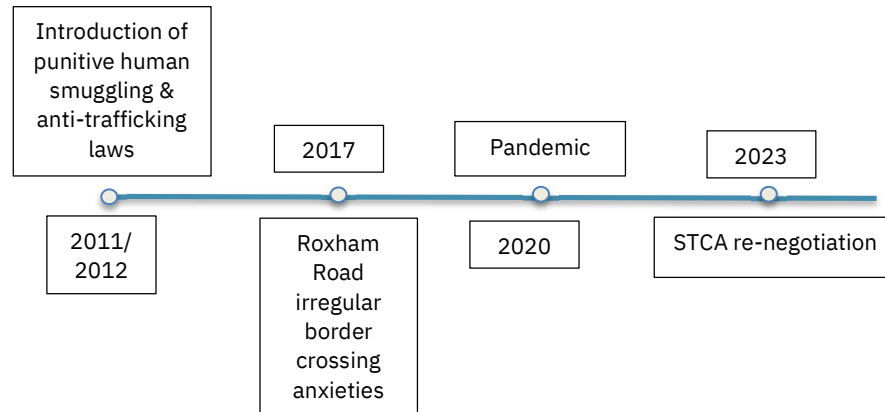 Introduction of
punitive human
smuggling &
anti-trafficking
laws
2011/
2012
2017
Roxham
Road
irregular
border
crossing
anxieties
Pandemic
2020
2023
STCA re-negotiation